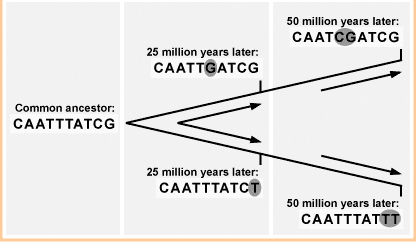 50 million years later:
CAATCGATCG
25 million years later:
CAATTGATCG
Common ancestor:
CAATTTATCG
25 million years later:
CAATTTATCT
50 million years later:
CAATTTATTT